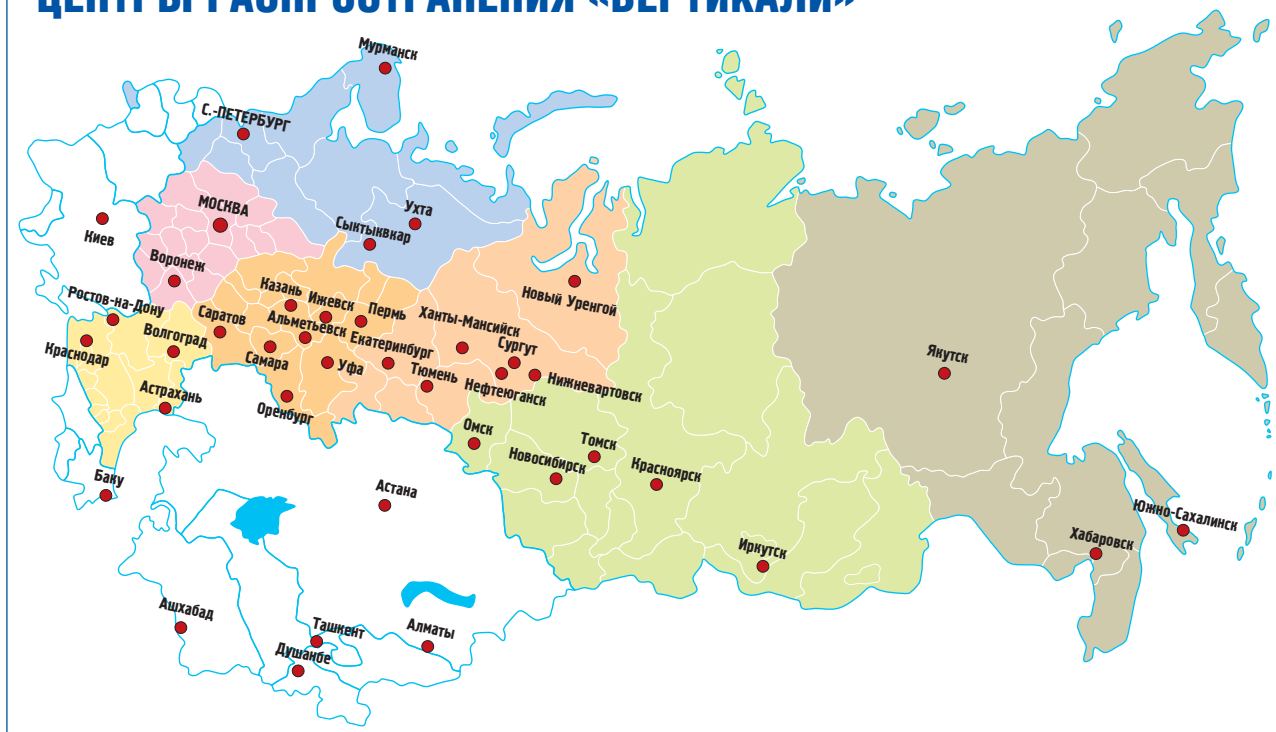 ЦЕНТРЫ РАСПРОСТРАНЕНИЯ «ВЕРТИКАЛИ»
Мурманск
С.-ПЕТЕРБУРГ
МОСКВА
Ухта
Сыктыквкар
Киев
Воронеж
Новый Уренгой
Ростов-на-Дону
Казань
Ижевск
Пермь
Ханты-Мансийск
Саратов
Альметьевск
Волгоград
Екатеринбург
Сургут
Краснодар
Самара
Уфа
Тюмень
Нефтеюганск
Нижневартовск
Якутск
Астрахань
Оренбург
Омск
Томск
Новосибирск
Красноярск
Баку
Астана
Южно-Сахалинск
Хабаровск
Иркутск
Ашхабад
Ташкент
Алматы
Душанбе